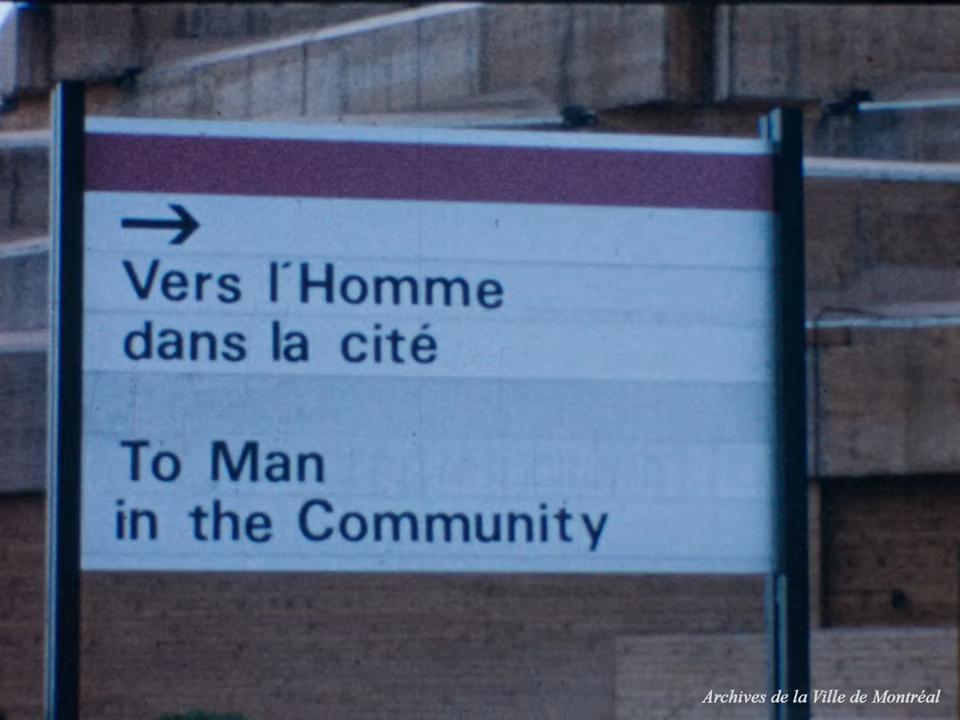 →
Vers l´Homme
dans la cité
To Man
in the Community
Archives de la Ville de Montréal